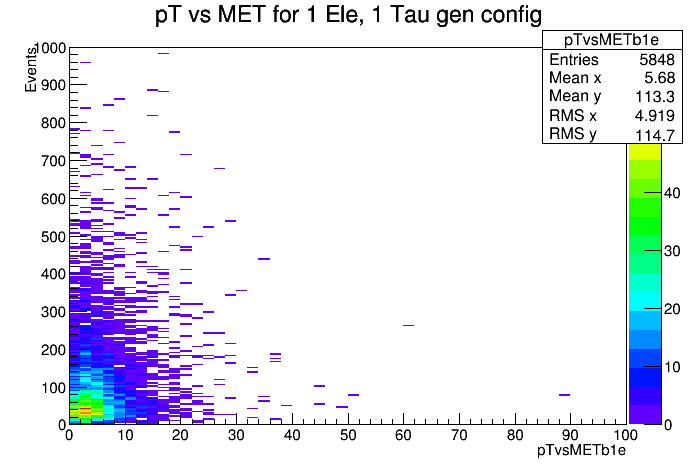 pT vs MET for 1 Ele, 1 Tau gen config
pTvsMETb1e
Entries 5848
Mean x 5.68
Mean y 113.3
RMS x 4.919
RMS y 114.7
Events
1000
900
800
700
600
500
400
300
200
100
0
0 10 20 30 40 50 60 70 80 90 100
pTvsMETb1e
40
30
20
10
0